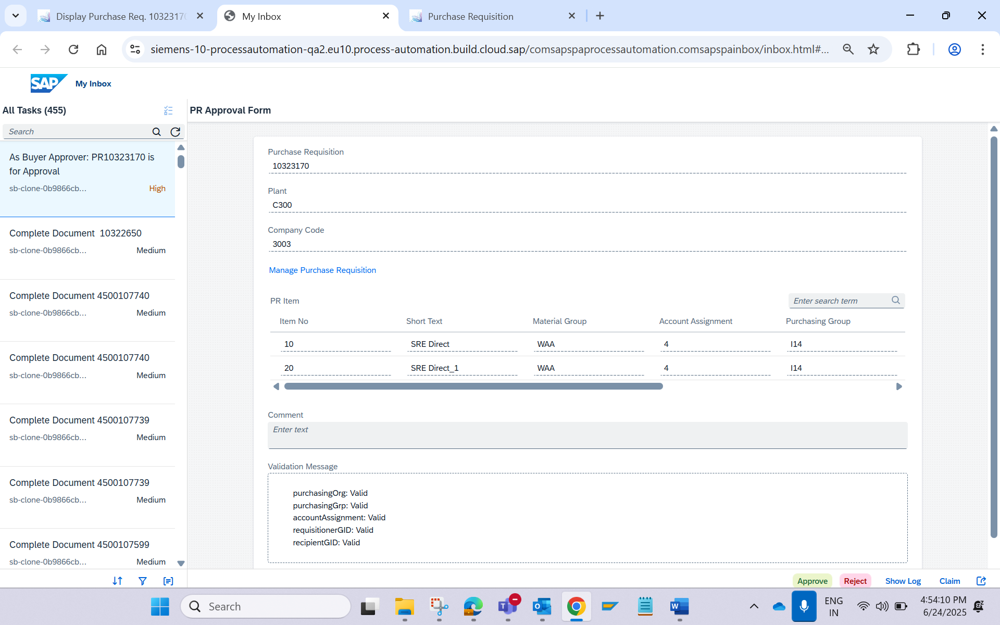 Display Purchase Req. 1032317
My Inbox
Purchase Requisition
siemens-10-processautomation-qa2.eu10.process-automation.build.cloud.sap/comsapspaprocessautomation.comsapspainbox/inbox.html#...
SAP
My Inbox
All Tasks (455)
Search
As Buyer Approver: PR10323170 is
for Approval
sb-clone-0b9866cb...
High
Complete Document 10322650
sb-clone-0b9866cb...
Medium
Complete Document 4500107740
sb-clone-0b9866cb...
Medium
Complete Document 4500107740
sb-clone-0b9866cb...
Medium
Complete Document 4500107739
sb-clone-0b9866cb...
Medium
Complete Document 4500107739
sb-clone-0b9866cb...
Medium
Complete Document 4500107599
sb-clone-0b9866cb...
Medium
PR Approval Form
Purchase Requisition
10323170
Plant
C300
Company Code
3003
Manage Purchase Requisition
PR Item
Enter search term
Item No Short Text Material Group Account Assignment Purchasing Group
10 SRE Direct WAA 4 I14
20 SRE Direct_1 WAA 4 I14
Comment
Enter text
Validation Message
purchasingOrg: Valid
purchasingGrp: Valid
accountAssignment: Valid
requisitionerGID: Valid
recipientGID: Valid
Approve
Reject
Show Log
Claim
Search
ENG
IN
4:54:10 PM
6/24/2025